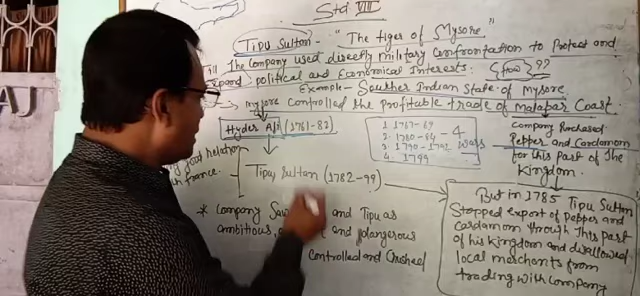 Std VIII
Tipu Sultan - "The tiger of Mysore"
The Company used directly military confrontation to Protect and
Expand political and Economical Interests. (How)??
Example - Southern Indian State of Mysore
→ Mysore controlled the profitable trade of Malabar Coast.
Hyder Ali (1761-82)
good relation
France.
Tipu Sultan (1782-99)
1. 1767-69
2. 1780-84
3. 1790-1792
4. 1799
4
wars
Company Purchased
Pepper and Cardamom
for this part of the
Kingdom
But in 1785 Tipu Sultan
Stopped export of pepper and
cardamom through this part
of his kingdom and disallowed
local merchants from
trading with company
* Company and Tipu as
ambitious, and dangerous
Controlled and Crushed